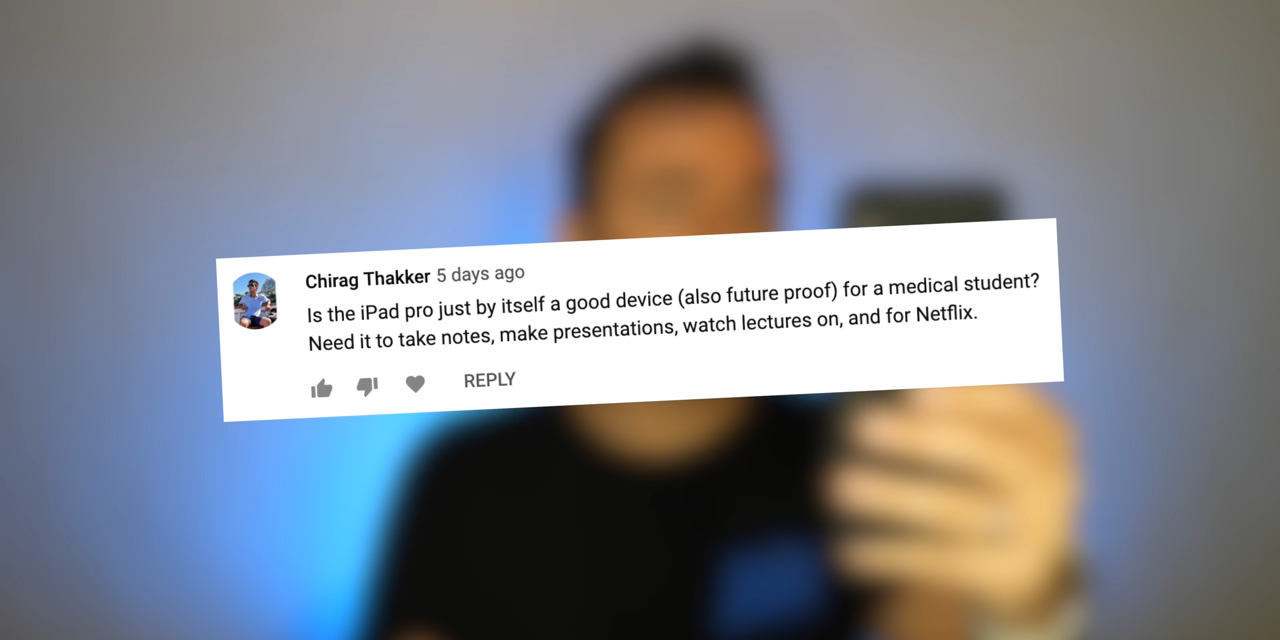 Chirag Thakker 5 days ago
Is the iPad pro just by itself a good device (also future proof) for a medical student?
Need it to take notes, make presentations, watch lectures on, and for Netflix.
REPLY